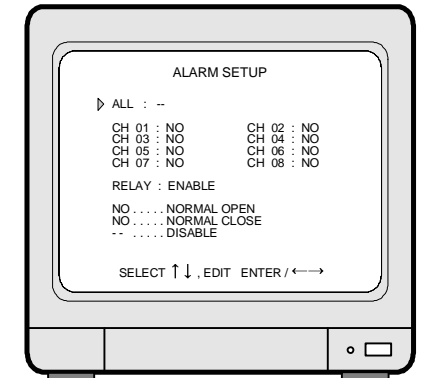 ALARM SETUP
ALL : --
CH 01 : NO CH 02 : NO
CH 03 : NO CH 04 : NO
CH 05 : NO CH 06 : NO
CH 07 : NO CH 08 : NO
RELAY : ENABLE
NO . . . . . NORMAL OPEN
NO . . . . . NORMAL CLOSE
-- . . . . . DISABLE
SELECT ↑↓ , EDIT ENTER / ←→